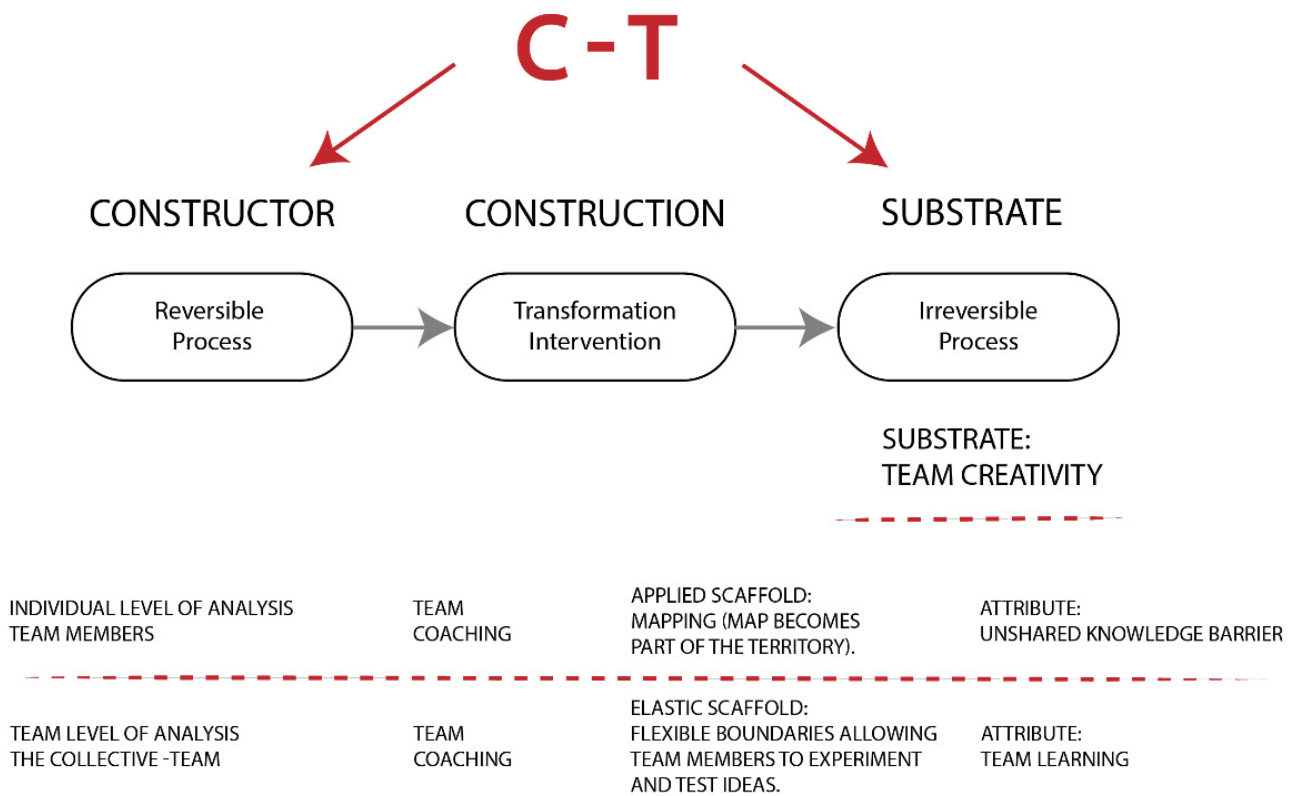 C - T
CONSTRUCTOR
CONSTRUCTION
SUBSTRATE
Reversible
Process
Transformation
Intervention
Irreversible
Process
SUBSTRATE:
TEAM CREATIVITY
INDIVIDUAL LEVEL OF ANALYSIS
TEAM MEMBERS
TEAM
COACHING
APPLIED SCAFFOLD:
MAPPING (MAP BECOMES
PART OF THE TERRITORY).
ATTRIBUTE:
UNSHARED KNOWLEDGE BARRIER
TEAM LEVEL OF ANALYSIS
THE COLLECTIVE -TEAM
TEAM
COACHING
ELASTIC SCAFFOLD:
FLEXIBLE BOUNDARIES ALLOWING
TEAM MEMBERS TO EXPERIMENT
AND TEST IDEAS.
ATTRIBUTE:
TEAM LEARNING